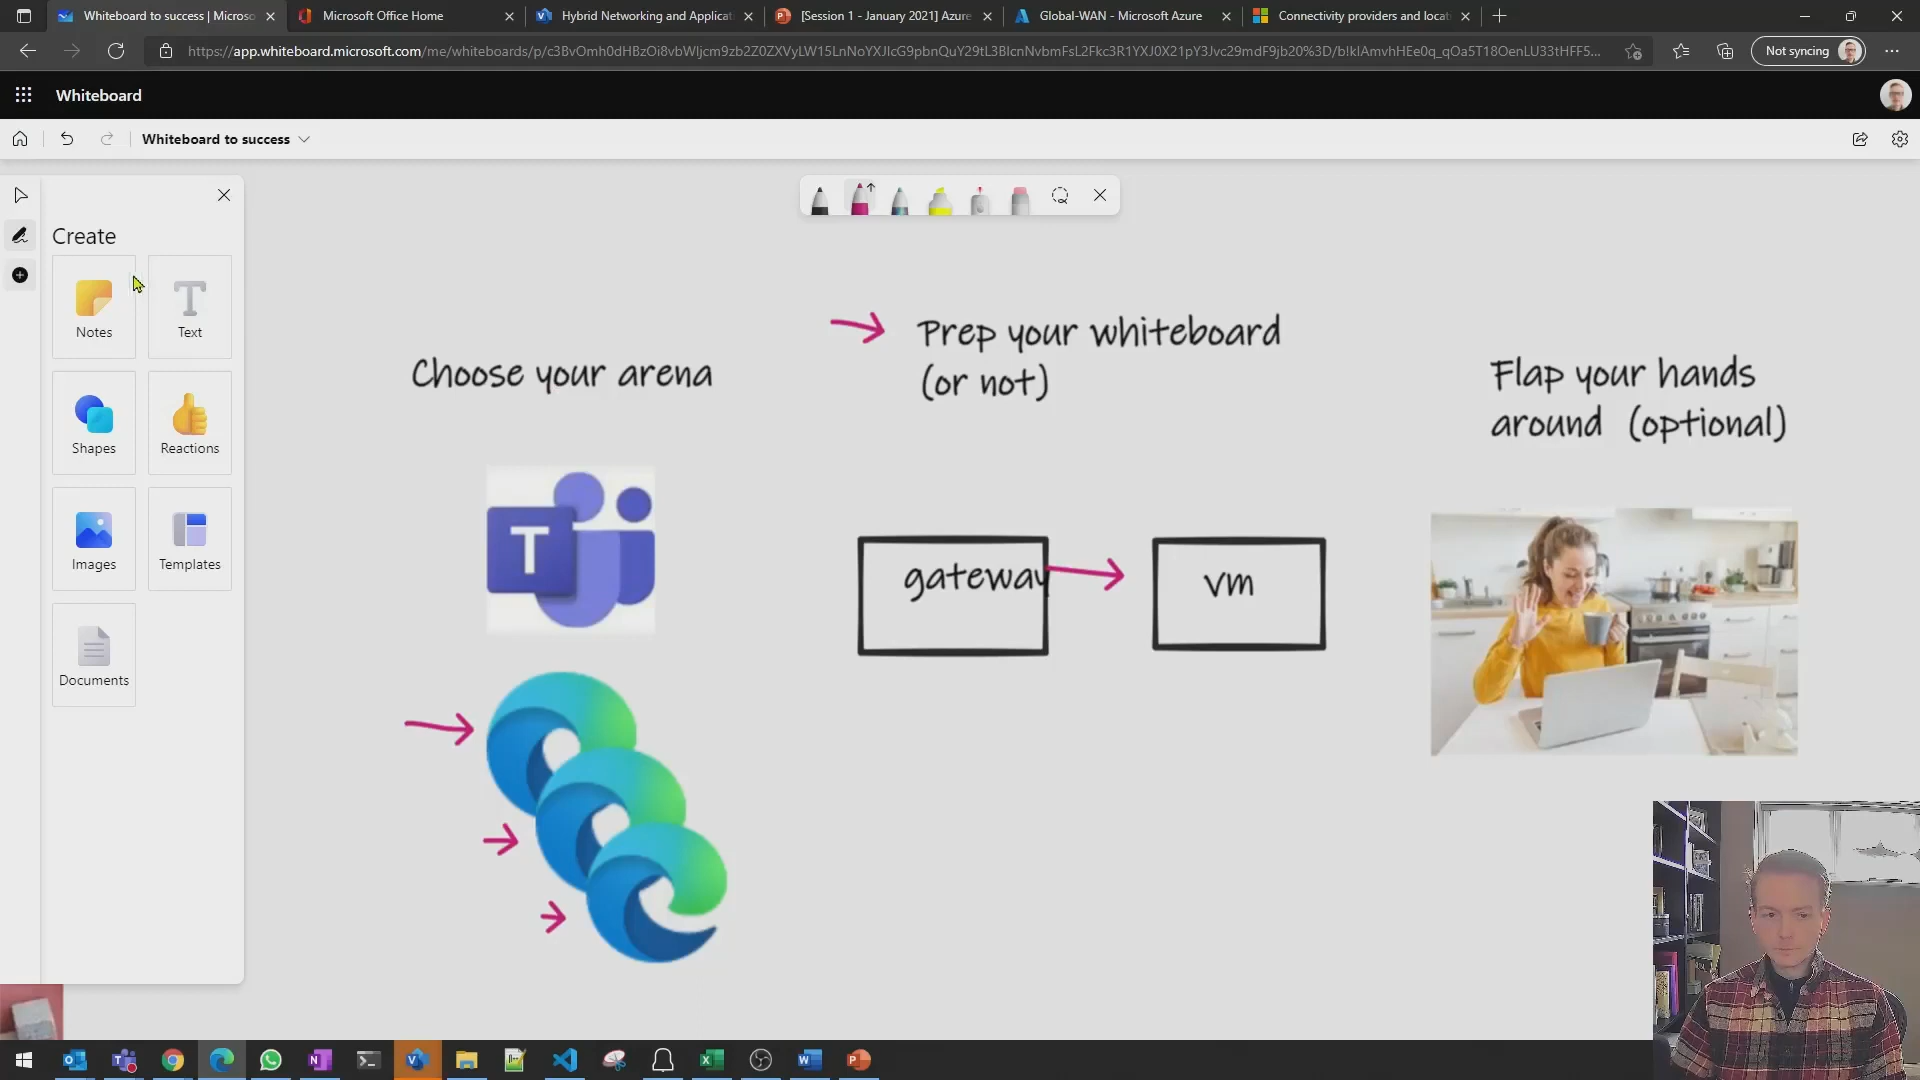 Whiteboard to success | Microso
Microsoft Office Home
Hybrid Networking and Applicat
[Session 1 - January 2021] Azure
Global-WAN - Microsoft Azure
Connectivity providers and locat
Not syncing
Whiteboard
Whiteboard to success
Create
Notes
Text
Shapes
Reactions
Images
Templates
Documents
Choose your arena
Prep your whiteboard
(or not)
Flap your hands
around (optional)
T
gateway
vm